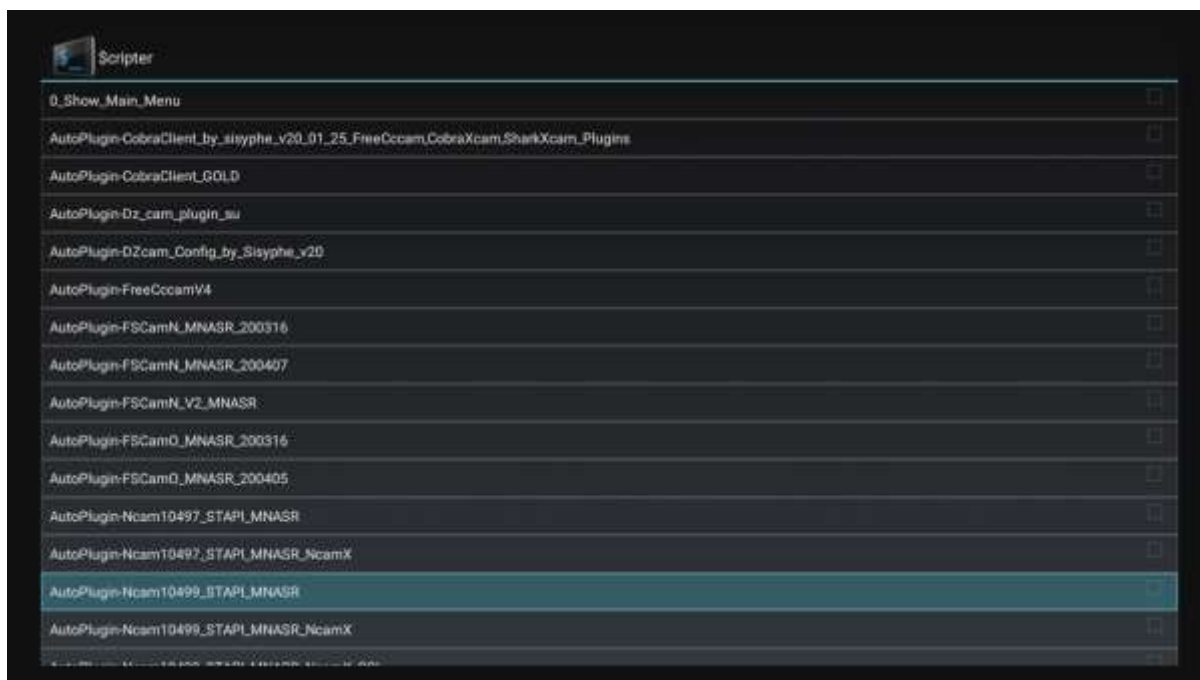 Scripter
0_Show_Main_Menu
AutoPlugin-CobraClient_by_sisyphe_v20_01_25_FreeCccam,CobraXcam,SharkXcam_Plugins
AutoPlugin-CobraClient_GOLD
AutoPlugin-Dz_cam_plugin_su
AutoPlugin-DZcam_Config_by_Sisyphe_v20
AutoPlugin-FreeCccamV4
AutoPlugin-FSCamN_MNASR_200316
AutoPlugin-FSCamN_MNASR_200407
AutoPlugin-FSCamN_V2_MNASR
AutoPlugin-FSCamO_MNASR_200316
AutoPlugin-FSCamO_MNASR_200405
AutoPlugin-Ncam10497_STAPI_MNASR
AutoPlugin-Ncam10497_STAPI_MNASR_NcamX
AutoPlugin-Ncam10499_STAPI_MNASR
AutoPlugin-Ncam10499_STAPI_MNASR_NcamX